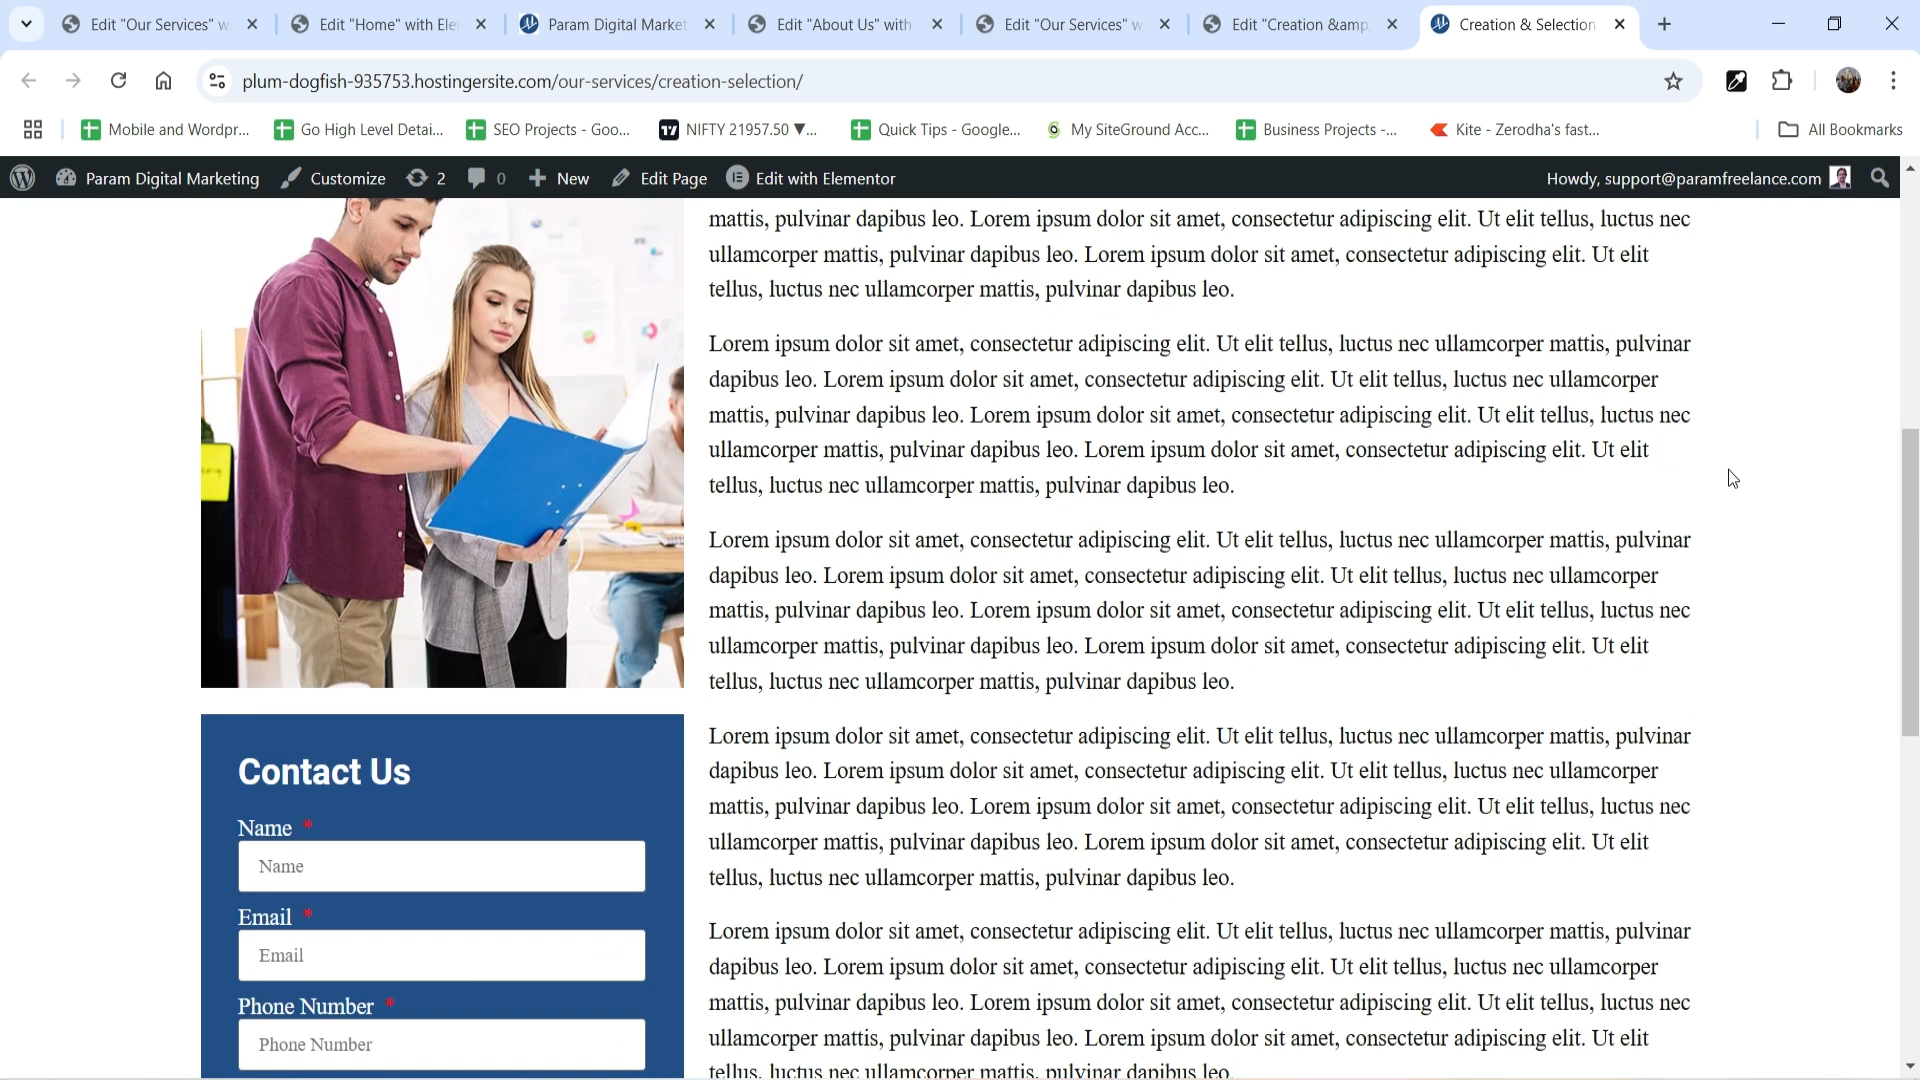 Edit "Our Services" wi
Edit "Home" with Ele
Param Digital Market
Edit "About Us" with
Edit "Our Services" w
Edit "Creation &amp
Creation & Selection
plum-dogfish-935753.hostingersite.com/our-services/creation-selection/
Mobile and Wordpr...
Go High Level Detai...
SEO Projects - Goo...
NIFTY 21957.50 ▼...
Quick Tips - Google...
My SiteGround Acc...
Business Projects -...
Kite - Zerodha's fast...
All Bookmarks
Param Digital Marketing
Customize
2
0
New
Edit Page
Edit with Elementor
Howdy, support@paramfreelance.com
mattis, pulvinar dapibus leo. Lorem ipsum dolor sit amet, consectetur adipiscing elit. Ut elit tellus, luctus nec
ullamcorper mattis, pulvinar dapibus leo. Lorem ipsum dolor sit amet, consectetur adipiscing elit. Ut elit
tellus, luctus nec ullamcorper mattis, pulvinar dapibus leo.
Lorem ipsum dolor sit amet, consectetur adipiscing elit. Ut elit tellus, luctus nec ullamcorper mattis, pulvinar
dapibus leo. Lorem ipsum dolor sit amet, consectetur adipiscing elit. Ut elit tellus, luctus nec ullamcorper
mattis, pulvinar dapibus leo. Lorem ipsum dolor sit amet, consectetur adipiscing elit. Ut elit tellus, luctus nec
ullamcorper mattis, pulvinar dapibus leo. Lorem ipsum dolor sit amet, consectetur adipiscing elit. Ut elit
tellus, luctus nec ullamcorper mattis, pulvinar dapibus leo.
Lorem ipsum dolor sit amet, consectetur adipiscing elit. Ut elit tellus, luctus nec ullamcorper mattis, pulvinar
dapibus leo. Lorem ipsum dolor sit amet, consectetur adipiscing elit. Ut elit tellus, luctus nec ullamcorper
mattis, pulvinar dapibus leo. Lorem ipsum dolor sit amet, consectetur adipiscing elit. Ut elit tellus, luctus nec
ullamcorper mattis, pulvinar dapibus leo. Lorem ipsum dolor sit amet, consectetur adipiscing elit. Ut elit
tellus, luctus nec ullamcorper mattis, pulvinar dapibus leo.
Lorem ipsum dolor sit amet, consectetur adipiscing elit. Ut elit tellus, luctus nec ullamcorper mattis, pulvinar
dapibus leo. Lorem ipsum dolor sit amet, consectetur adipiscing elit. Ut elit tellus, luctus nec ullamcorper
mattis, pulvinar dapibus leo. Lorem ipsum dolor sit amet, consectetur adipiscing elit. Ut elit tellus, luctus nec
ullamcorper mattis, pulvinar dapibus leo. Lorem ipsum dolor sit amet, consectetur adipiscing elit. Ut elit
tellus, luctus nec ullamcorper mattis, pulvinar dapibus leo.
Lorem ipsum dolor sit amet, consectetur adipiscing elit. Ut elit tellus, luctus nec ullamcorper mattis, pulvinar
dapibus leo. Lorem ipsum dolor sit amet, consectetur adipiscing elit. Ut elit tellus, luctus nec ullamcorper
mattis, pulvinar dapibus leo. Lorem ipsum dolor sit amet, consectetur adipiscing elit. Ut elit tellus, luctus nec
ullamcorper mattis, pulvinar dapibus leo. Lorem ipsum dolor sit amet, consectetur adipiscing elit. Ut elit
tellus, luctus nec ullamcorper mattis, pulvinar dapibus leo.
Contact Us
Name *
Name
Email *
Email
Phone Number *
Phone Number